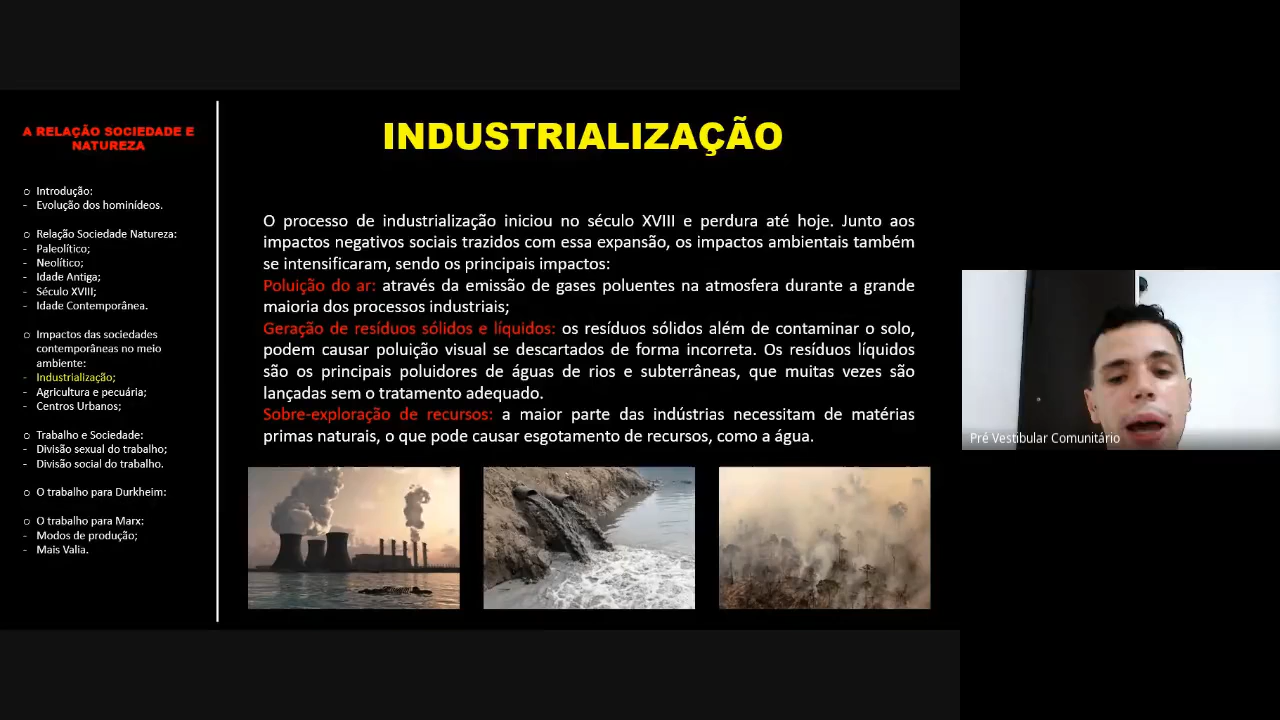 A RELAÇÃO SOCIEDADE E
NATUREZA
o Introdução:
- Evolução dos hominídeos.
o Relação Sociedade Natureza:
- Paleolítico;
- Neolítico;
- Idade Antiga;
- Século XVIII;
- Idade Contemporânea.
o Impactos das sociedades
contemporâneas no meio
ambiente:
- Industrialização;
- Agricultura e pecuária;
- Centros Urbanos;
o Trabalho e Sociedade:
- Divisão sexual do trabalho;
- Divisão social do trabalho.
o O trabalho para Durkheim:
o O trabalho para Marx:
- Modos de produção;
- Mais Valia.
INDUSTRIALIZAÇÃO
O processo de industrialização iniciou no século XVIII e perdura até hoje. Junto aos
impactos negativos sociais trazidos com essa expansão, os impactos ambientais também
se intensificaram, sendo os principais impactos:
Poluição do ar: através da emissão de gases poluentes na atmosfera durante a grande
maioria dos processos industriais;
Geração de resíduos sólidos e líquidos: os resíduos sólidos além de contaminar o solo,
podem causar poluição visual se descartados de forma incorreta. Os resíduos líquidos
são os principais poluidores de águas de rios e subterrâneas, que muitas vezes são
lançadas sem o tratamento adequado.
Sobre-exploração de recursos: a maior parte das indústrias necessitam de matérias
primas naturais, o que pode causar esgotamento de recursos, como a água.
Pré Vestibular Comunitário